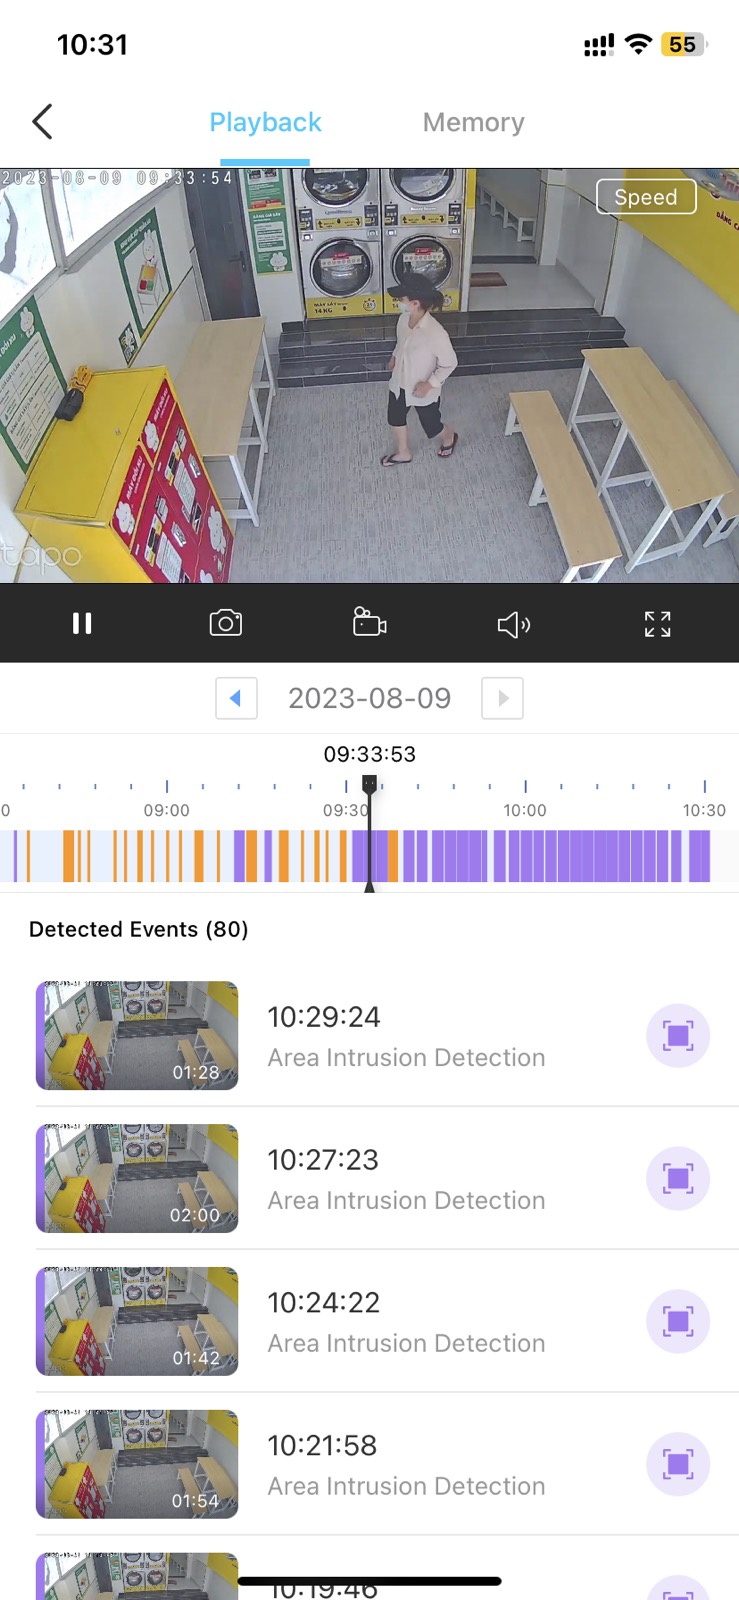 10:31
55
Playback
Memory
2023-08-09 09:33:54
Speed
14 KG
tapo
2023-08-09
09:33:53
0
09:00
09:30
10:00
10:30
Detected Events (80)
10:29:24
Area Intrusion Detection
01:28
10:27:23
Area Intrusion Detection
02:00
10:24:22
Area Intrusion Detection
01:42
10:21:58
Area Intrusion Detection
01:54
10:19:46